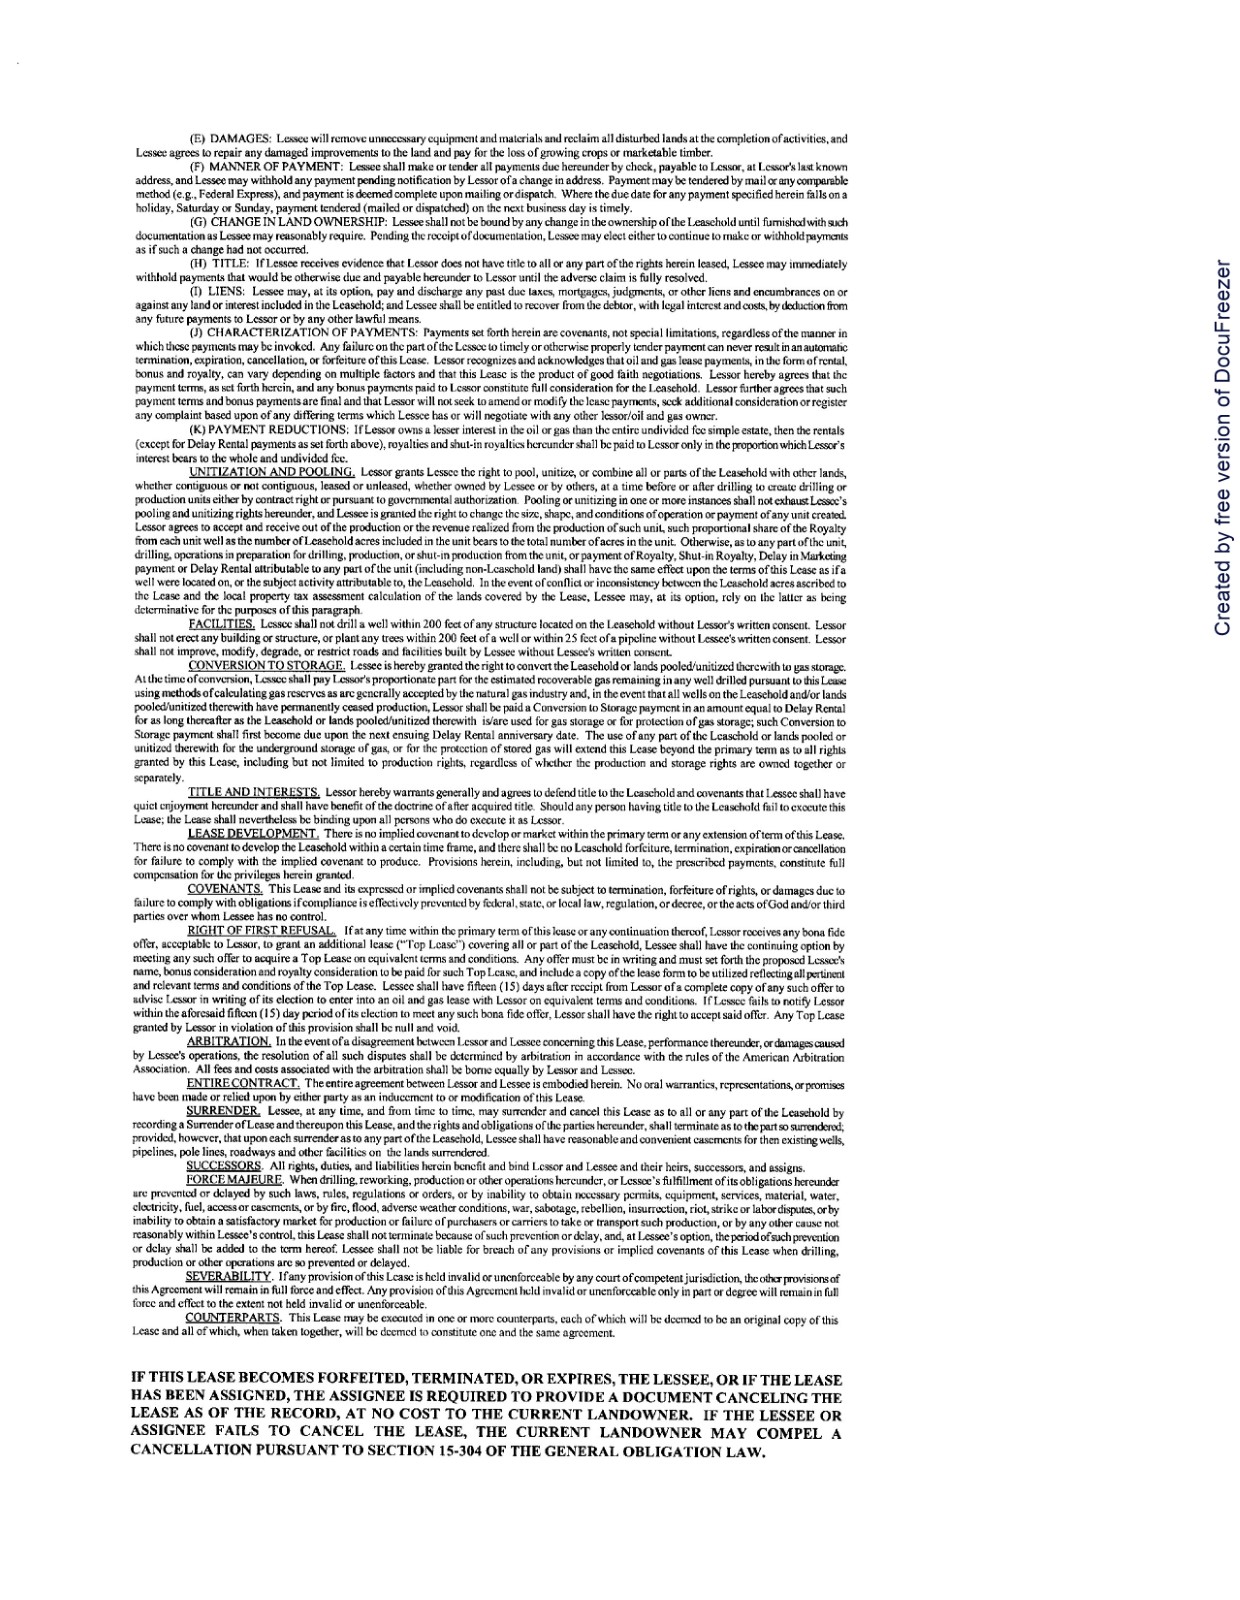 (E) DAMAGES: Lessee will remove unnecessary equipment and materials and reclaim all disturbed lands at the completion of activities, and
Lessee agrees to repair any damaged improvements to the land and pay for the loss of growing crops or marketable timber.
(F) MANNER OF PAYMENT: Lessee shall make or tender all payments due hereunder by check, payable to Lessor, at Lessor's last known
address, and Lessee may withhold any payment pending notification by Lessor of a change in address. Payment may be tendered by mail or any comparable
method (e.g., Federal Express), and payment is deemed complete upon mailing or dispatch. Where the due date for any payment specified herein falls on a
holiday, Saturday or Sunday, payment tendered (mailed or dispatched) on the next business day is timely.
(G) CHANGE IN LAND OWNERSHIP: Lessee shall not be bound by any change in the ownership of the Leasehold until furnished with such
documentation as Lessee may reasonably require. Pending the receipt of documentation, Lessee may elect either to continue to make or withhold payments
as if such a change had not occurred.
(H) TITLE: If Lessee receives evidence that Lessor does not have title to all or any part of the rights herein leased, Lessee may immediately
withhold payments that would be otherwise due and payable hereunder to Lessor until the adverse claim is fully resolved.
(I) LIENS: Lessee may, at its option, pay and discharge any past due taxes, mortgages, judgments, or other liens and encumbrances on or
against any land or interest included in the Leasehold; and Lessee shall be entitled to recover from the debtor, with legal interest and costs, by deduction from
any future payments to Lessor or by any other lawful means.
(J) CHARACTERIZATION OF PAYMENTS: Payments set forth herein are covenants, not special limitations, regardless of the manner in
which these payments may be invoked. Any failure on the part of the Lessee to timely or otherwise properly tender payment can never result in an automatic
termination, expiration, cancellation, or forfeiture of this Lease. Lessor recognizes and acknowledges that oil and gas lease payments, in the form of rental,
bonus and royalty, can vary depending on multiple factors and that this Lease is the product of good faith negotiations. Lessor hereby agrees that the
payment terms, as set forth herein, and any bonus payments paid to Lessor constitute full consideration for the Leasehold. Lessor further agrees that such
payment terms and bonus payments are final and that Lessor will not seek to amend or modify the lease payments, seek additional consideration or register
any complaint based upon of any differing terms which Lessee has or will negotiate with any other lessor/oil and gas owner.
(K) PAYMENT REDUCTIONS: If Lessor owns a lesser interest in the oil or gas than the entire undivided fee simple estate, then the rentals
(except for Delay Rental payments as set forth above), royalties and shut-in royalties hereunder shall be paid to Lessor only in the proportion which Lessor's
interest bears to the whole and undivided fee.
UNITIZATION AND POOLING. Lessor grants Lessee the right to pool, unitize, or combine all or parts of the Leasehold with other lands,
whether contiguous or not contiguous, leased or unleased, whether owned by Lessee or by others, at a time before or after drilling to create drilling or
production units either by contract right or pursuant to governmental authorization. Pooling or unitizing in one or more instances shall not exhaust Lessee's
pooling and unitizing rights hereunder, and Lessee is granted the right to change the size, shape, and conditions of operation or payment of any unit created.
Lessor agrees to accept and receive out of the production or the revenue realized from the production of such unit, such proportional share of the Royalty
from each unit well as the number of Leasehold acres included in the unit bears to the total number of acres in the unit. Otherwise, as to any part of the unit,
drilling, operations in preparation for drilling, production, or shut-in production from the unit, or payment of Royalty, Shut-in Royalty, Delay in Marketing
payment or Delay Rental attributable to any part of the unit (including non-Leasehold land) shall have the same effect upon the terms of this Lease as if a
well were located on, or the subject activity attributable to, the Leasehold. In the event of conflict or inconsistency between the Leasehold acres ascribed to
the Lease and the local property tax assessment calculation of the lands covered by the Lease, Lessee may, at its option, rely on the latter as being
determinative for the purposes of this paragraph.
FACILITIES. Lessee shall not drill a well within 200 feet of any structure located on the Leasehold without Lessor's written consent. Lessor
shall not erect any building or structure, or plant any trees within 200 feet of a well or within 25 feet of a pipeline without Lessee's written consent. Lessor
shall not improve, modify, degrade, or restrict roads and facilities built by Lessee without Lessee's written consent.
CONVERSION TO STORAGE. Lessee is hereby granted the right to convert the Leasehold or lands pooled/unitized therewith to gas storage.
At the time of conversion, Lessee shall pay Lessor's proportionate part for the estimated recoverable gas remaining in any well drilled pursuant to this Lease
using methods of calculating gas reserves as are generally accepted by the natural gas industry and, in the event that all wells on the Leasehold and/or lands
pooled/unitized therewith have permanently ceased production, Lessor shall be paid a Conversion to Storage payment in an amount equal to Delay Rental
for as long thereafter as the Leasehold or lands pooled/unitized therewith is/are used for gas storage or for protection of gas storage; such Conversion to
Storage payment shall first become due upon the next ensuing Delay Rental anniversary date. The use of any part of the Leasehold or lands pooled or
unitized therewith for the underground storage of gas, or for the protection of stored gas will extend this Lease beyond the primary term as to all rights
granted by this Lease, including but not limited to production rights, regardless of whether the production and storage rights are owned together or
separately.
TITLE AND INTERESTS. Lessor hereby warrants generally and agrees to defend title to the Leasehold and covenants that Lessee shall have
quiet enjoyment hereunder and shall have benefit of the doctrine of after acquired title. Should any person having title to the Leasehold fail to execute this
Lease; the Lease shall nevertheless be binding upon all persons who do execute it as Lessor.
LEASE DEVELOPMENT. There is no implied covenant to develop or market within the primary term or any extension of term of this Lease.
There is no covenant to develop the Leasehold within a certain time frame, and there shall be no Leasehold forfeiture, termination, expiration or cancellation
for failure to comply with the implied covenant to produce. Provisions herein, including, but not limited to, the prescribed payments, constitute full
compensation for the privileges herein granted.
COVENANTS. This Lease and its expressed or implied covenants shall not be subject to termination, forfeiture of rights, or damages due to
failure to comply with obligations if compliance is effectively prevented by federal, state, or local law, regulation, or decree, or the acts of God and/or third
parties over whom Lessee has no control.
RIGHT OF FIRST REFUSAL. If at any time within the primary term of this lease or any continuation thereof, Lessor receives any bona fide
offer, acceptable to Lessor, to grant an additional lease ("Top Lease") covering all or part of the Leasehold, Lessee shall have the continuing option by
meeting any such offer to acquire a Top Lease on equivalent terms and conditions. Any offer must be in writing and must set forth the proposed Lessee's
name, bonus consideration and royalty consideration to be paid for such Top Lease, and include a copy of the lease form to be utilized reflecting all pertinent
and relevant terms and conditions of the Top Lease. Lessee shall have fifteen (15) days after receipt from Lessor of a complete copy of any such offer to
advise Lessor in writing of its election to enter into an oil and gas lease with Lessor on equivalent terms and conditions. If Lessee fails to notify Lessor
within the aforesaid fifteen (15) day period of its election to meet any such bona fide offer, Lessor shall have the right to accept said offer. Any Top Lease
granted by Lessor in violation of this provision shall be null and void.
ARBITRATION. In the event of a disagreement between Lessor and Lessee concerning this Lease, performance thereunder, or damages caused
by Lessee's operations, the resolution of all such disputes shall be determined by arbitration in accordance with the rules of the American Arbitration
Association. All fees and costs associated with the arbitration shall be borne equally by Lessor and Lessee.
ENTIRE CONTRACT. The entire agreement between Lessor and Lessee is embodied herein. No oral warranties, representations, or promises
have been made or relied upon by either party as an inducement to or modification of this Lease.
SURRENDER. Lessee, at any time, and from time to time, may surrender and cancel this Lease as to all or any part of the Leasehold by
recording a Surrender of Lease and thereupon this Lease, and the rights and obligations of the parties hereunder, shall terminate as to the part so surrendered;
provided, however, that upon each surrender as to any part of the Leasehold, Lessee shall have reasonable and convenient easements for then existing wells,
pipelines, pole lines, roadways and other facilities on the lands surrendered.
SUCCESSORS. All rights, duties, and liabilities herein benefit and bind Lessor and Lessee and their heirs, successors, and assigns.
FORCE MAJEURE. When drilling, reworking, production or other operations hereunder, or Lessee's fulfillment of its obligations hereunder
are prevented or delayed by such laws, rules, regulations or orders, or by inability to obtain necessary permits, equipment, services, material, water,
electricity, fuel, access or easements, or by fire, flood, adverse weather conditions, war, sabotage, rebellion, insurrection, riot, strike or labor disputes, or by
inability to obtain a satisfactory market for production or failure of purchasers or carriers to take or transport such production, or by any other cause not
reasonably within Lessee's control, this Lease shall not terminate because of such prevention or delay, and, at Lessee's option, the period of such prevention
or delay shall be added to the term hereof. Lessee shall not be liable for breach of any provisions or implied covenants of this Lease when drilling,
production or other operations are so prevented or delayed.
SEVERABILITY. If any provision of this Lease is held invalid or unenforceable by any court of competent jurisdiction, the other provisions of
this Agreement will remain in full force and effect. Any provision of this Agreement held invalid or unenforceable only in part or degree will remain in full
force and effect to the extent not held invalid or unenforceable.
COUNTERPARTS. This Lease may be executed in one or more counterparts, each of which will be deemed to be an original copy of this
Lease and all of which, when taken together, will be deemed to constitute one and the same agreement.
IF THIS LEASE BECOMES FORFEITED, TERMINATED, OR EXPIRES, THE LESSEE, OR IF THE LEASE
HAS BEEN ASSIGNED, THE ASSIGNEE IS REQUIRED TO PROVIDE A DOCUMENT CANCELING THE
LEASE AS OF THE RECORD, AT NO COST TO THE CURRENT LANDOWNER. IF THE LESSEE OR
ASSIGNEE FAILS TO CANCEL THE LEASE, THE CURRENT LANDOWNER MAY COMPEL A
CANCELLATION PURSUANT TO SECTION 15-304 OF THE GENERAL OBLIGATION LAW.
Created by free version of DocuFreezer